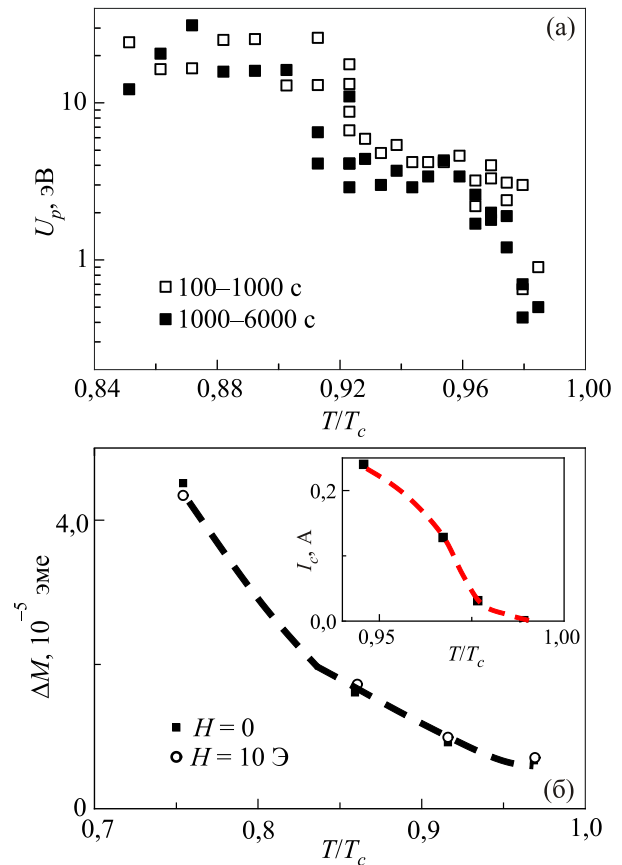 (а)
10
1
U_p, эВ
100–1000 с
1000–6000 с
0,84 0,88 0,92 0,96 1,00
T/T_c
4,0
0
ΔM, 10^–5 эме
0,2
0,0
I_c, А
0,95 1,00
T/T_c
H = 0
H = 10 Э
(б)
0,7 0,8 0,9 1,0
T/T_c